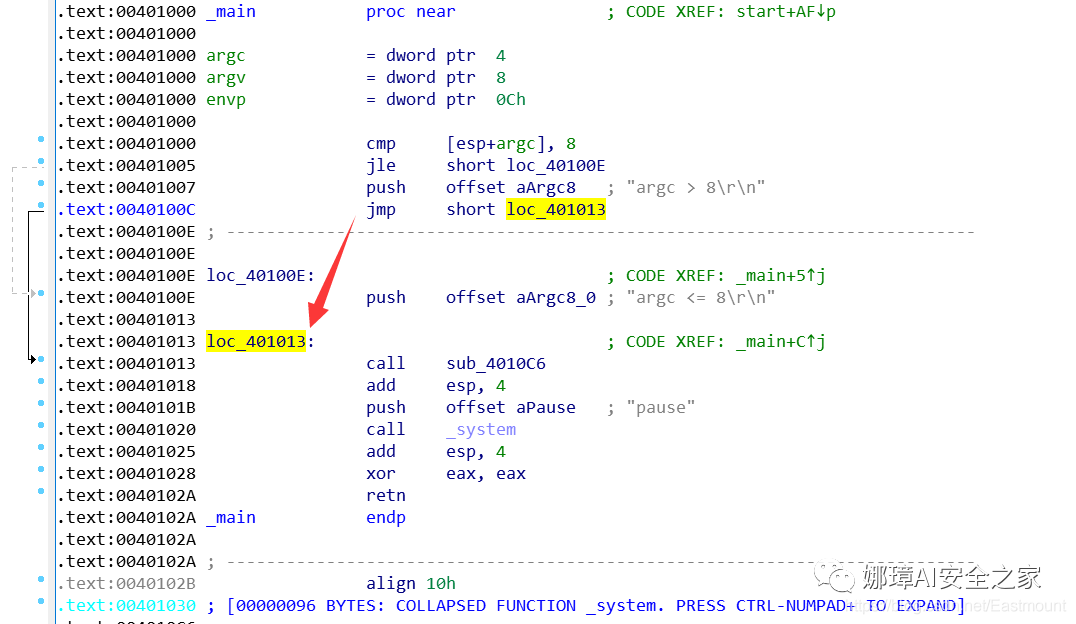 .text:00401000 _main proc near ; CODE XREF: start+AF↓p
.text:00401000
.text:00401000 argc = dword ptr 4
.text:00401000 argv = dword ptr 8
.text:00401000 envp = dword ptr 0Ch
.text:00401000
.text:00401000 cmp [esp+argc], 8
.text:00401005 jle short loc_40100E
.text:00401007 push offset aArgc8 ; "argc > 8\r\n"
.text:0040100C jmp short loc_401013
.text:0040100E ; ---------------------------------------------------------------------------
.text:0040100E
.text:0040100E loc_40100E: ; CODE XREF: _main+5↑j
.text:0040100E push offset aArgc8_0 ; "argc <= 8\r\n"
.text:00401013
.text:00401013 loc_401013: ; CODE XREF: _main+C↑j
.text:00401013 call sub_4010C6
.text:00401018 add esp, 4
.text:0040101B push offset aPause ; "pause"
.text:00401020 call _system
.text:00401025 add esp, 4
.text:00401028 xor eax, eax
.text:0040102A retn
.text:0040102A _main endp
.text:0040102A
.text:0040102A ; ---------------------------------------------------------------------------
.text:0040102B align 10h
娜璋AI安全之家
.text:00401030 ; [00000096 BYTES: COLLAPSED FUNCTION _system. PRESS CTRL-NUMPAD+ TO EXPAND]